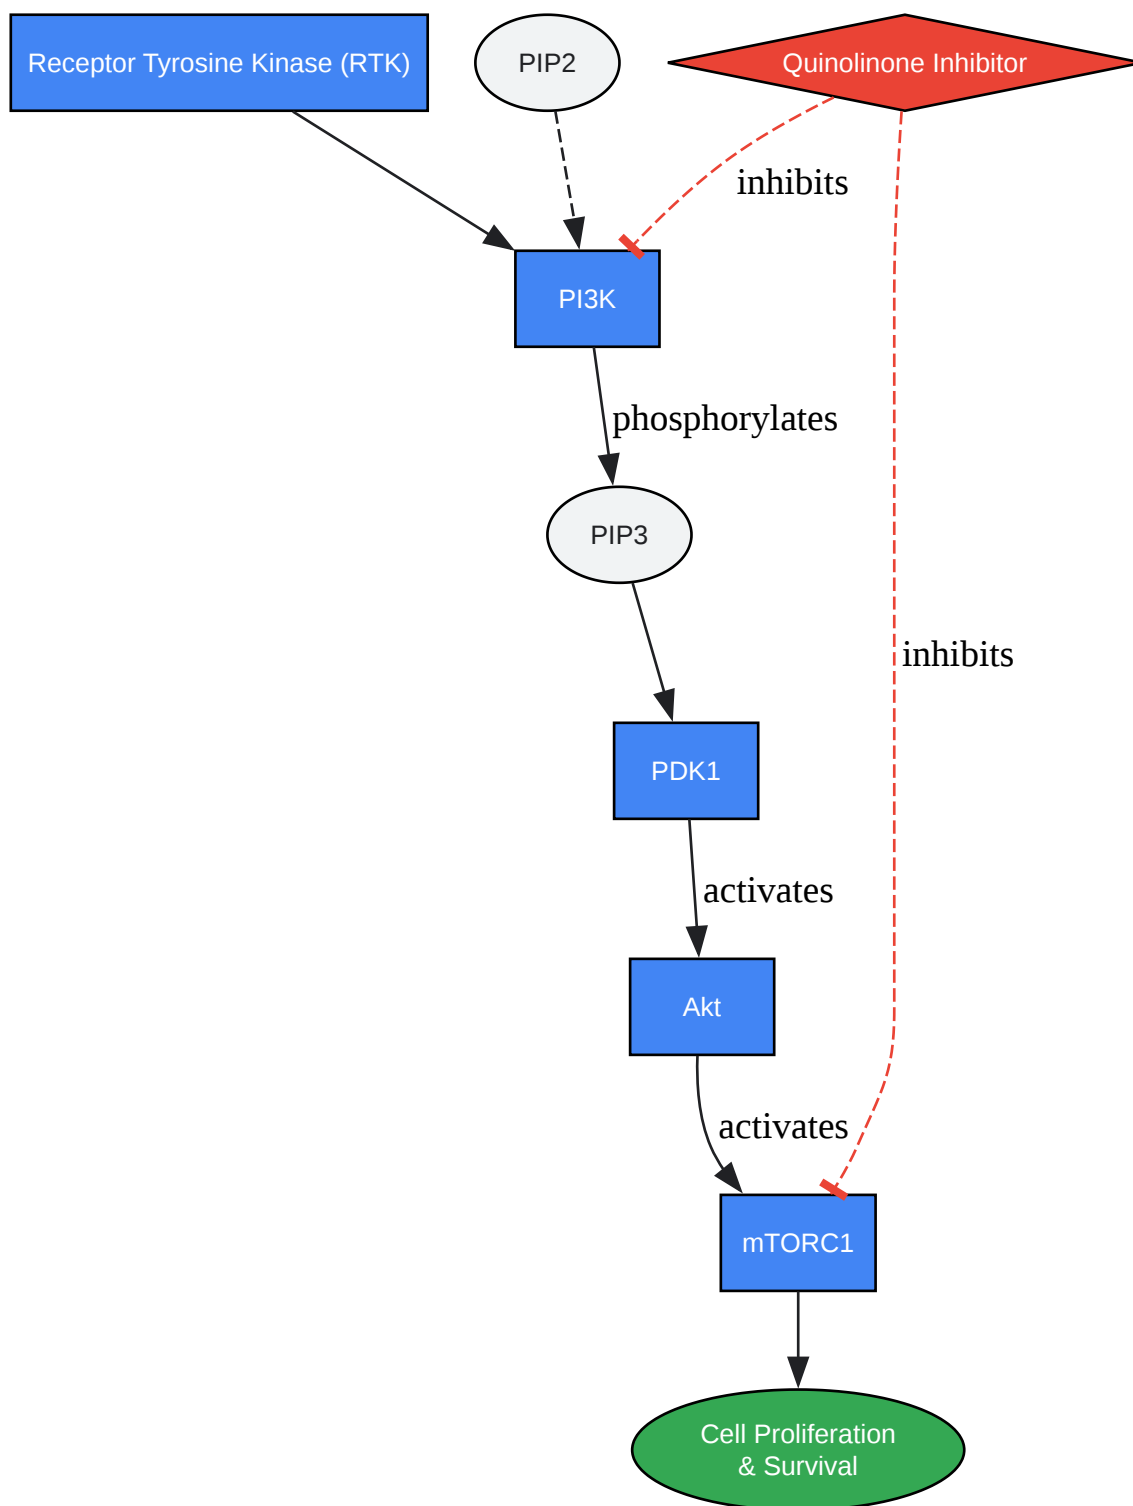 Receptor Tyrosine Kinase (RTK)
PIP2
Quinolinone Inhibitor
inhibits
PI3K
phosphorylates
PIP3
inhibits
PDK1
activates
Akt
activates
mTORC1
Cell Proliferation
& Survival